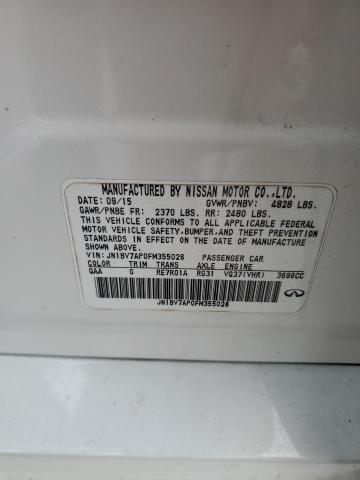 MANUFACTURED BY NISSAN MOTOR CO.,LTD.
DATE: 09/15 GVWR/PNBV: 4828 LBS.
GAWR/PNBE FR: 2370 LBS. RR: 2480 LBS.
THIS VEHICLE CONFORMS TO ALL APPLICABLE FEDERAL
MOTOR VEHICLE SAFETY,BUMPER,AND THEFT PREVENTION
STANDARDS IN EFFECT ON THE DATE OF MANUFACTURE
SHOWN ABOVE.
VIN: JN1BV7AP0FM355026 PASSENGER CAR
COLOR TRIM TRANS AXLE ENGINE
QAA G RE7R01A RG31 VQ37(VHR) 3696CC
JN1BV7AP0FM355026